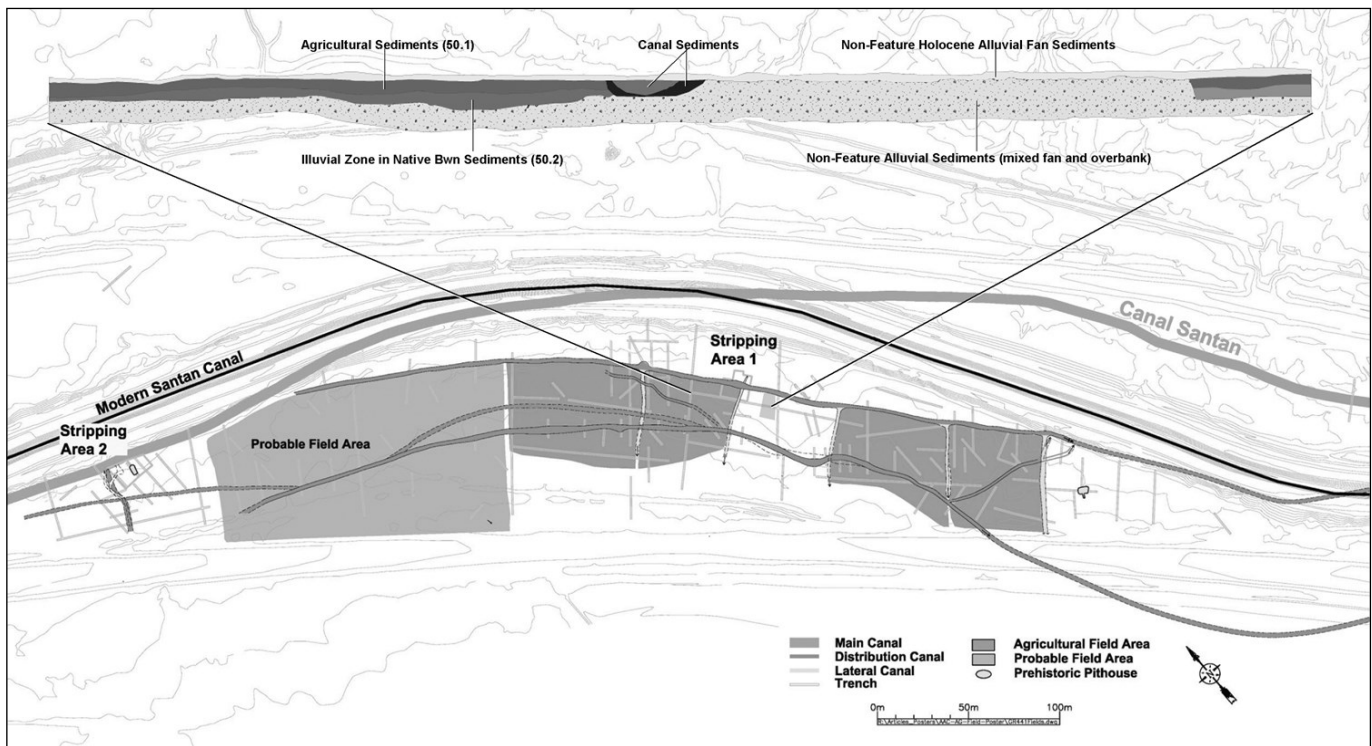 Agricultural Sediments (50.1)
Canal Sediments
Non-Feature Holocene Alluvial Fan Sediments
Illuvial Zone in Native Bwn Sediments (50.2)
Non-Feature Alluvial Sediments (mixed fan and overbank)
Canal Santan
Modern Santan Canal
Stripping
Area 1
Stripping
Area 2
Probable Field Area
Main Canal
Distribution Canal
Lateral Canal
Trench
Agricultural Field Area
Probable Field Area
Prehistoric Pithouse
0m
50m
100m